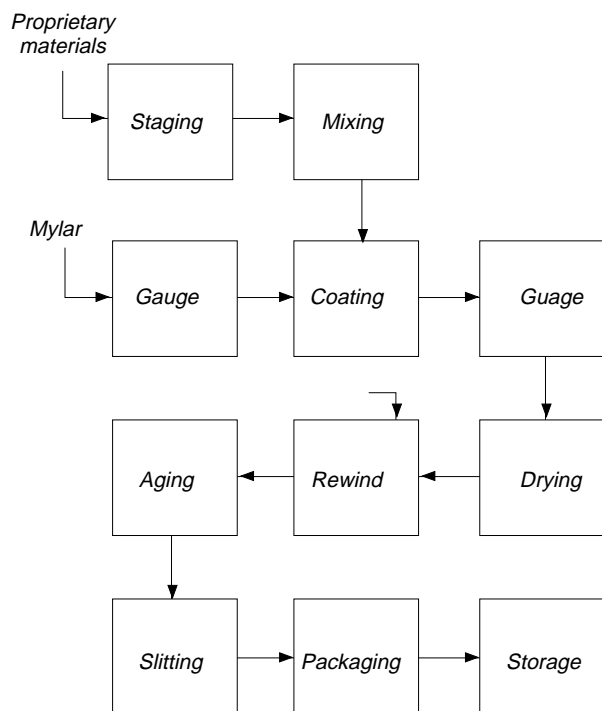 Proprietary
materials
Staging
Mixing
Mylar
Gauge
Coating
Guage
Aging
Rewind
Drying
Slitting
Packaging
Storage